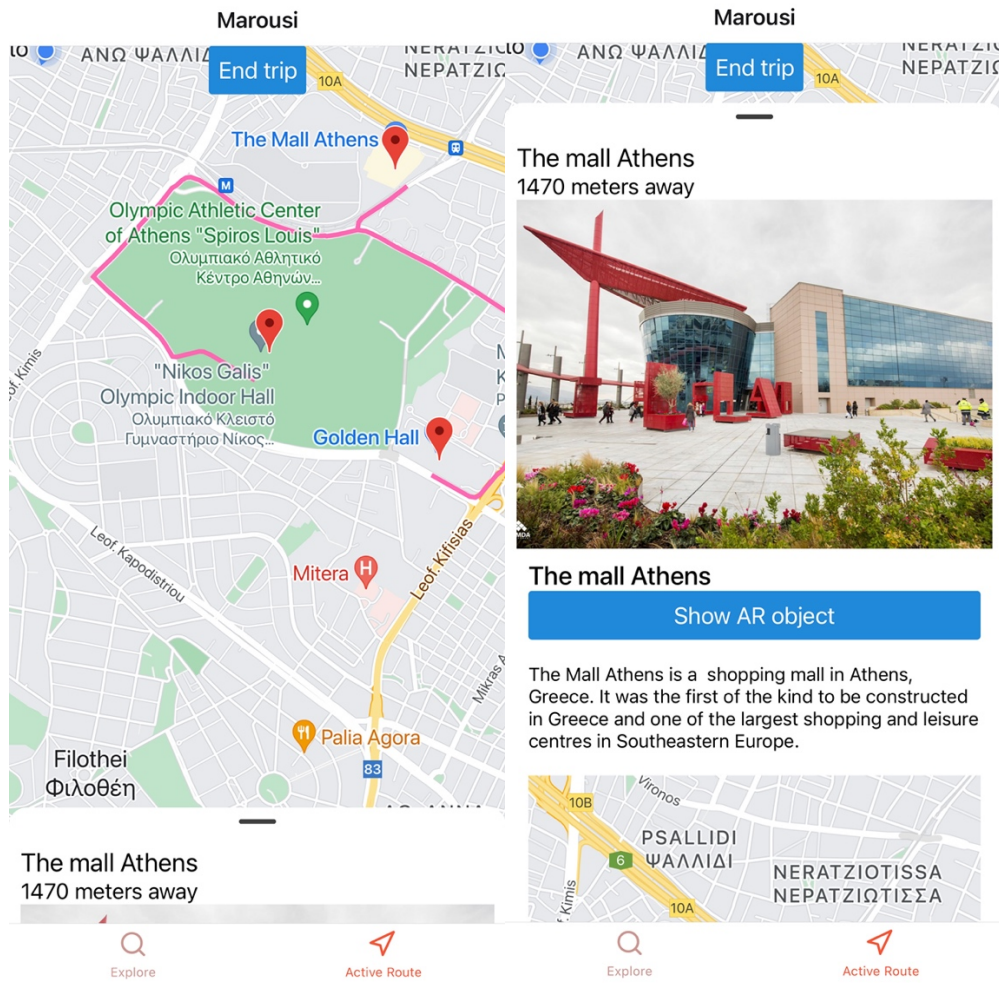 Marousi
ΑΝΩ ΨΑΛΛΙΔ
End trip
10A
NERATZIC
ΝΕΡΑΤΖΙΩ
The Mall Athens
M
Olympic Athletic Center
of Athens "Spiros Louis"
Ολυμπιακό Αθλητικό
Κέντρο Αθηνών...
"Nikos Galis"
Olympic Indoor Hall
Ολυμπιακό Κλειστό
Γυμναστήριο Νίκος...
Golden Hall
Leof. Kapodistriou
Mitera
H
Leof. Kifisias
Mikras A
Palia Agora
83
Filothei
Φιλοθέη
The mall Athens
1470 meters away
Explore
Active Route
Marousi
ΑΝΩ ΨΑΛΛΙΔ
End trip
10A
ΝΕΡΑΤΖΙΩ
The mall Athens
1470 meters away
The mall Athens
Show AR object
The Mall Athens is a shopping mall in Athens,
Greece. It was the first of the kind to be constructed
in Greece and one of the largest shopping and leisure
centres in Southeastern Europe.
Vironos
10B
PSALLIDI
6
ΨΑΛΛΙΔΙ
NERATZIOTISSA
ΝΕΡΑΤΖΙΩΤΙΣΣΑ
Kimis
10A
Explore
Active Route